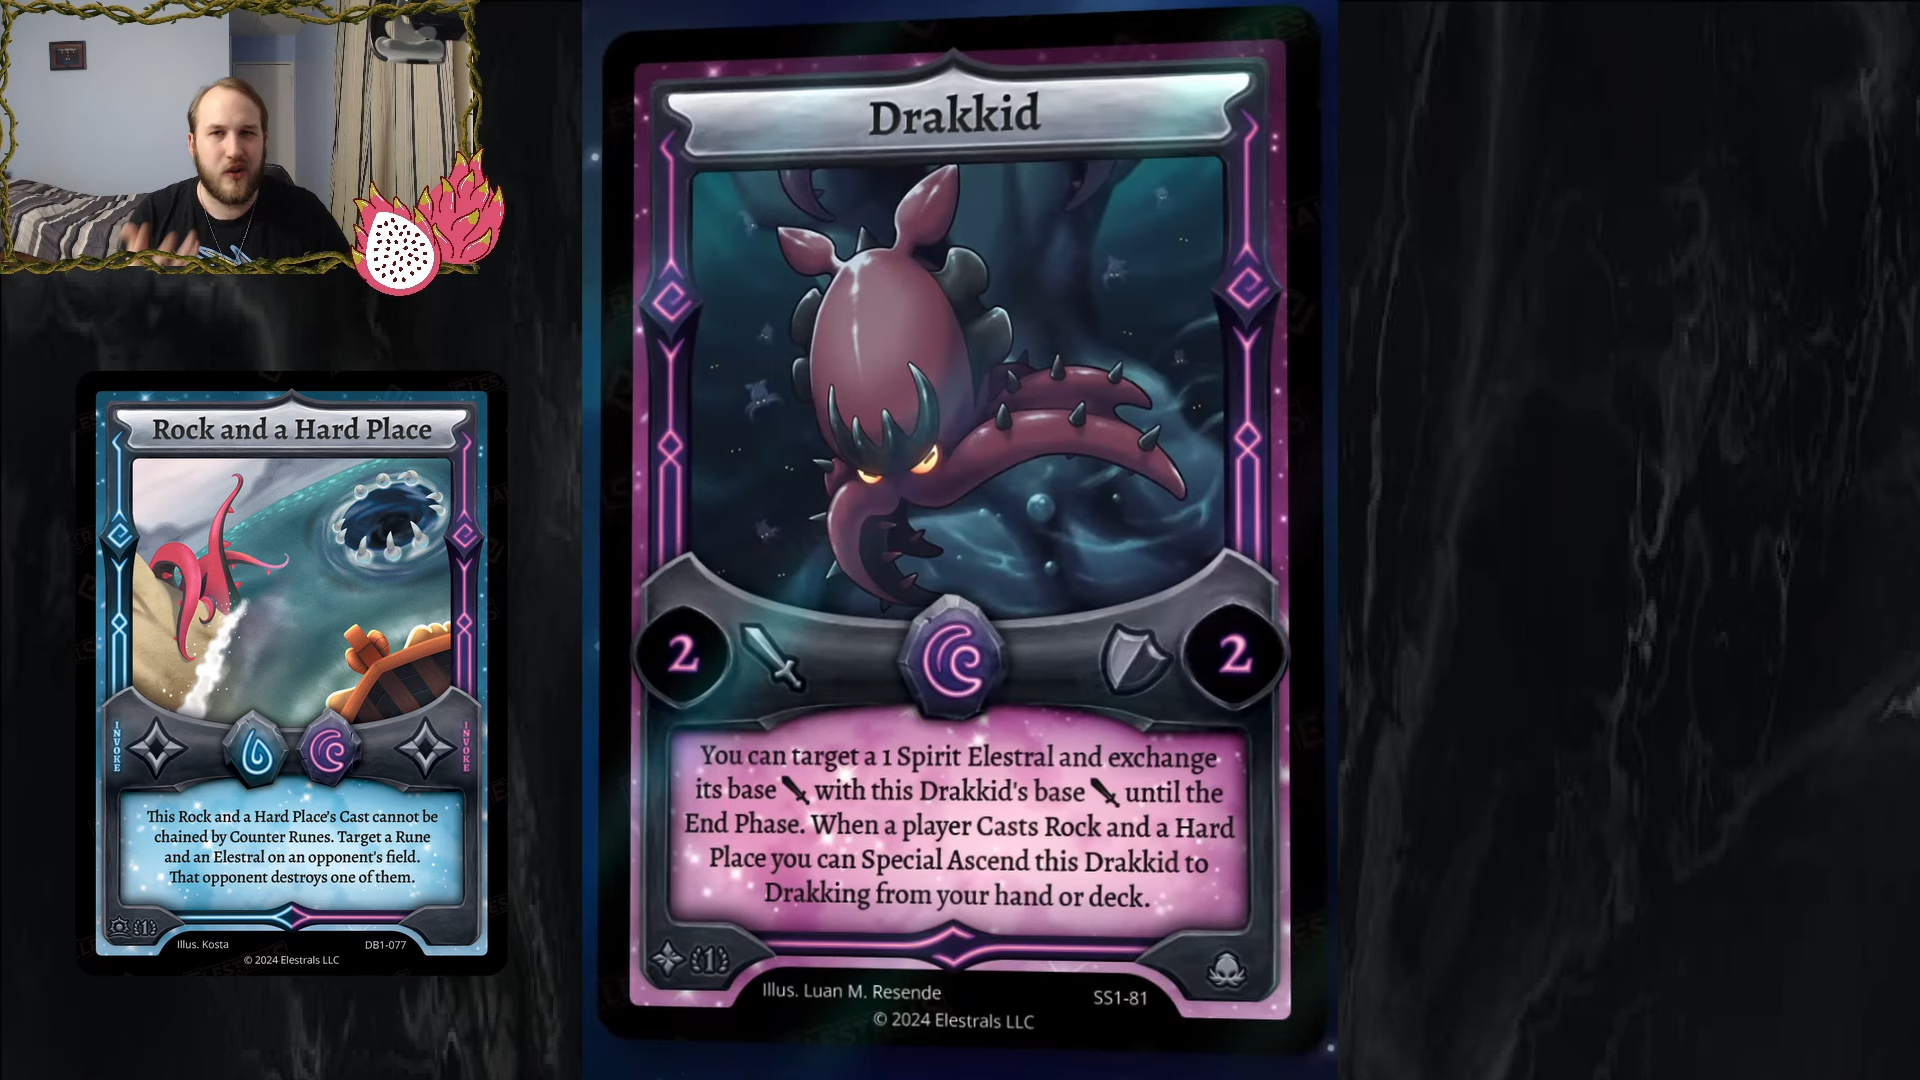 Drakkid
2
2
You can target a 1 Spirit Elestral and exchange
its base with this Drakkid's base until the
End Phase. When a player Casts Rock and a Hard
Place you can Special Ascend this Drakkid to
Drakking from your hand or deck.
1
Illus. Luan M. Resende
SS1-81
© 2024 Elestrals LLC
Rock and a Hard Place
INVOKE
INVOKE
This Rock and a Hard Place's Cast cannot be
chained by Counter Runes. Target a Rune
and an Elestral on an opponent's field.
That opponent destroys one of them.
1
Illus. Kosta
DB1-077
© 2024 Elestrals LLC